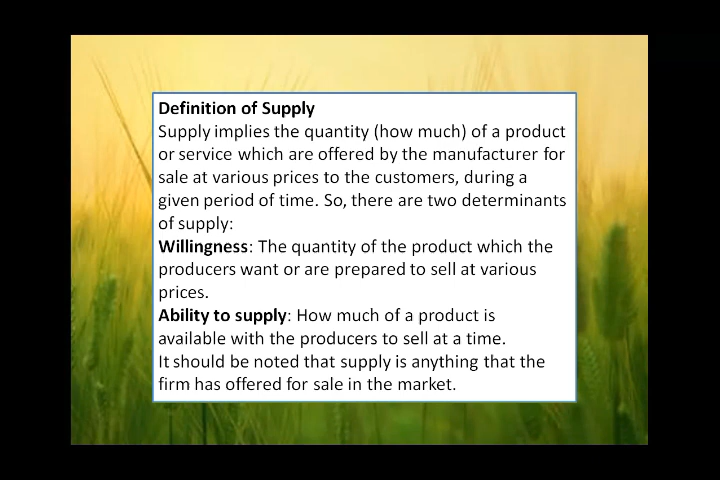 Definition of Supply
Supply implies the quantity (how much) of a product
or service which are offered by the manufacturer for
sale at various prices to the customers, during a
given period of time. So, there are two determinants
of supply:
Willingness: The quantity of the product which the
producers want or are prepared to sell at various
prices.
Ability to supply: How much of a product is
available with the producers to sell at a time.
It should be noted that supply is anything that the
firm has offered for sale in the market.